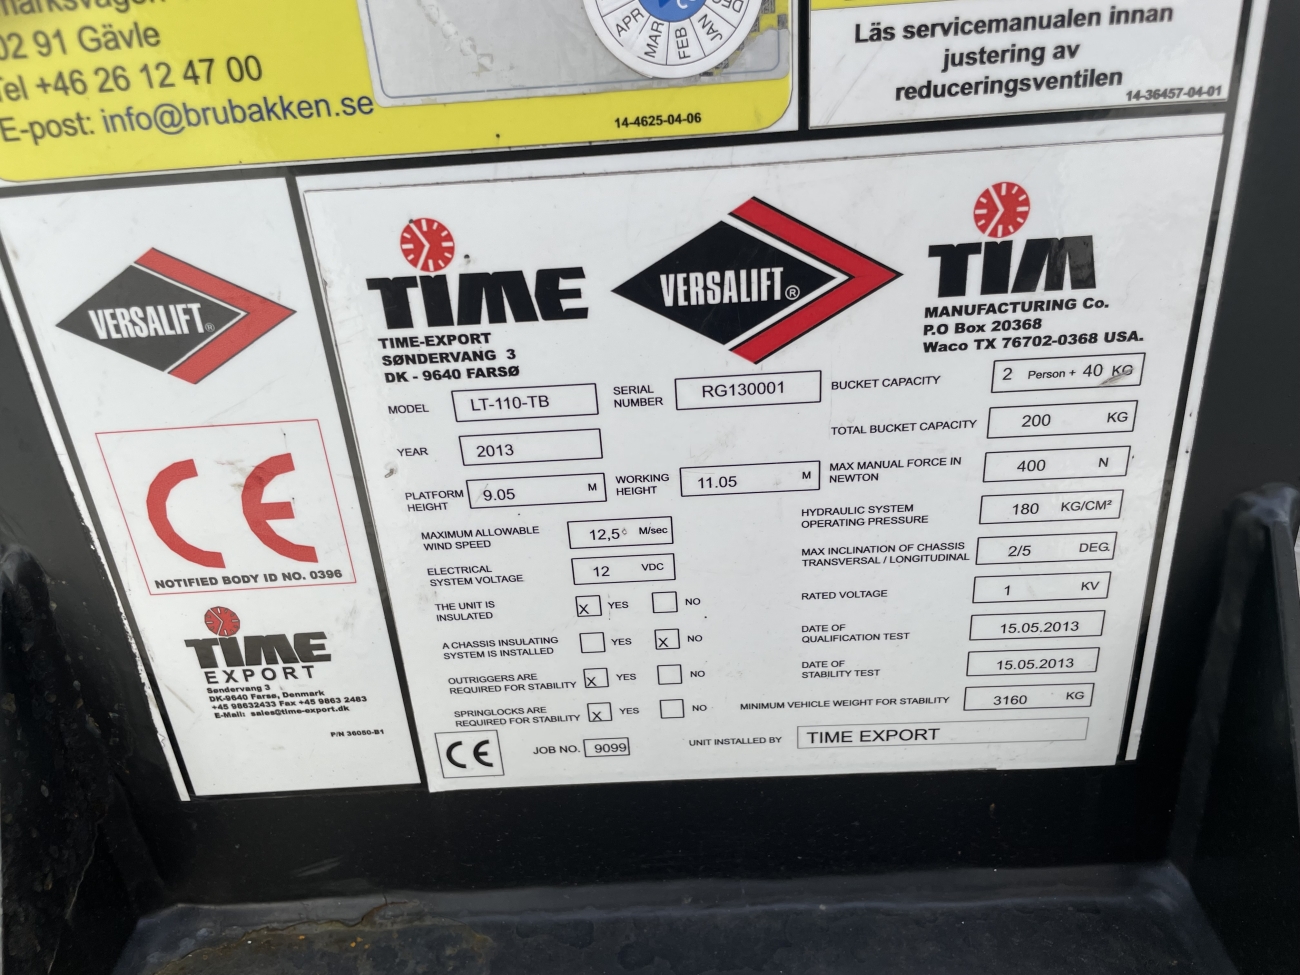 02 91 Gävle
Tel +46 26 12 47 00
E-post: info@brubakken.se
APR
MAR
FEB
JAN
14-4625-04-06
Läs servicemanualen innan
justering av
reduceringsventilen
14-36457-04-01
VERSALIFT®
CE
NOTIFIED BODY ID NO. 0396
TIME
EXPORT
Søndervang 3
DK-9640 Farsø, Denmark
+45 98632433 Fax +45 9863 2483
E-Mail: sales@time-export.dk
P/N 36050-B1
TIME
TIME-EXPORT
SØNDERVANG 3
DK - 9640 FARSØ
VERSALIFT®
TIM
MANUFACTURING Co.
P.O Box 20368
Waco TX 76702-0368 USA.
MODEL LT-110-TB
SERIAL NUMBER RG130001
BUCKET CAPACITY 2 Person + 40 KG
YEAR 2013
TOTAL BUCKET CAPACITY 200 KG
PLATFORM HEIGHT 9.05 M
WORKING HEIGHT 11.05 M
MAX MANUAL FORCE IN NEWTON 400 N
MAXIMUM ALLOWABLE WIND SPEED 12,5 M/sec
HYDRAULIC SYSTEM OPERATING PRESSURE 180 KG/CM²
ELECTRICAL SYSTEM VOLTAGE 12 VDC
MAX INCLINATION OF CHASSIS TRANSVERSAL / LONGITUDINAL 2/5 DEG.
THE UNIT IS INSULATED X YES NO
RATED VOLTAGE 1 KV
A CHASSIS INSULATING SYSTEM IS INSTALLED YES X NO
DATE OF QUALIFICATION TEST 15.05.2013
OUTRIGGERS ARE REQUIRED FOR STABILITY X YES NO
DATE OF STABILITY TEST 15.05.2013
SPRINGLOCKS ARE REQUIRED FOR STABILITY X YES NO
MINIMUM VEHICLE WEIGHT FOR STABILITY 3160 KG
CE
JOB NO. 9099
UNIT INSTALLED BY TIME EXPORT